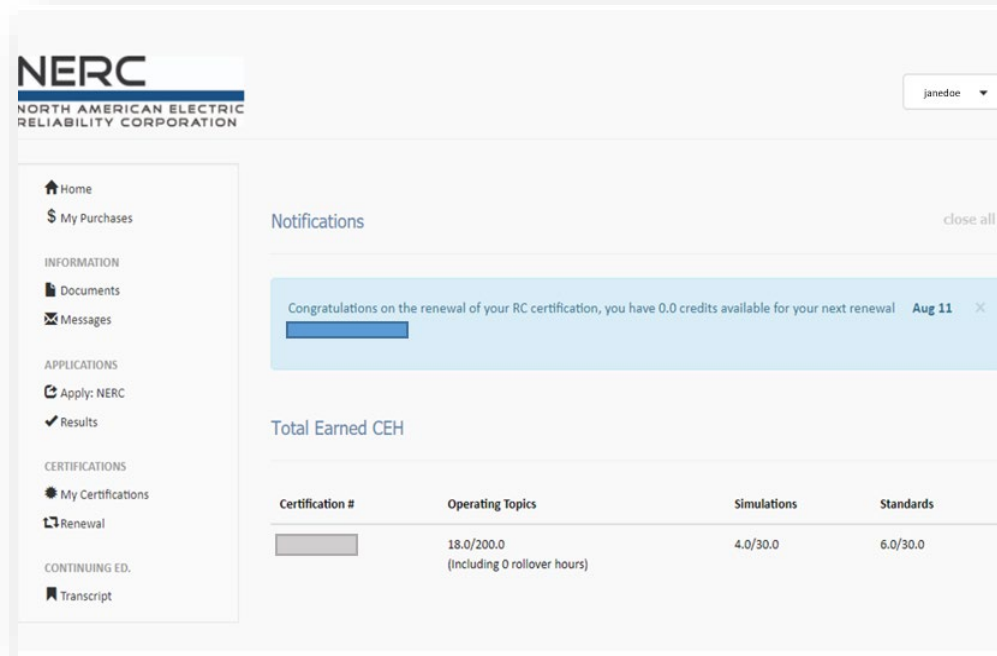 NERC
NORTH AMERICAN ELECTRIC
RELIABILITY CORPORATION
janedoe
Home
$ My Purchases
INFORMATION
Documents
Messages
APPLICATIONS
Apply: NERC
Results
CERTIFICATIONS
My Certifications
Renewal
CONTINUING ED.
Transcript
Notifications
close all
Congratulations on the renewal of your RC certification, you have 0.0 credits available for your next renewal Aug 11 ×
Total Earned CEH
Certification # Operating Topics Simulations Standards
18.0/200.0 4.0/30.0 6.0/30.0
(Including 0 rollover hours)